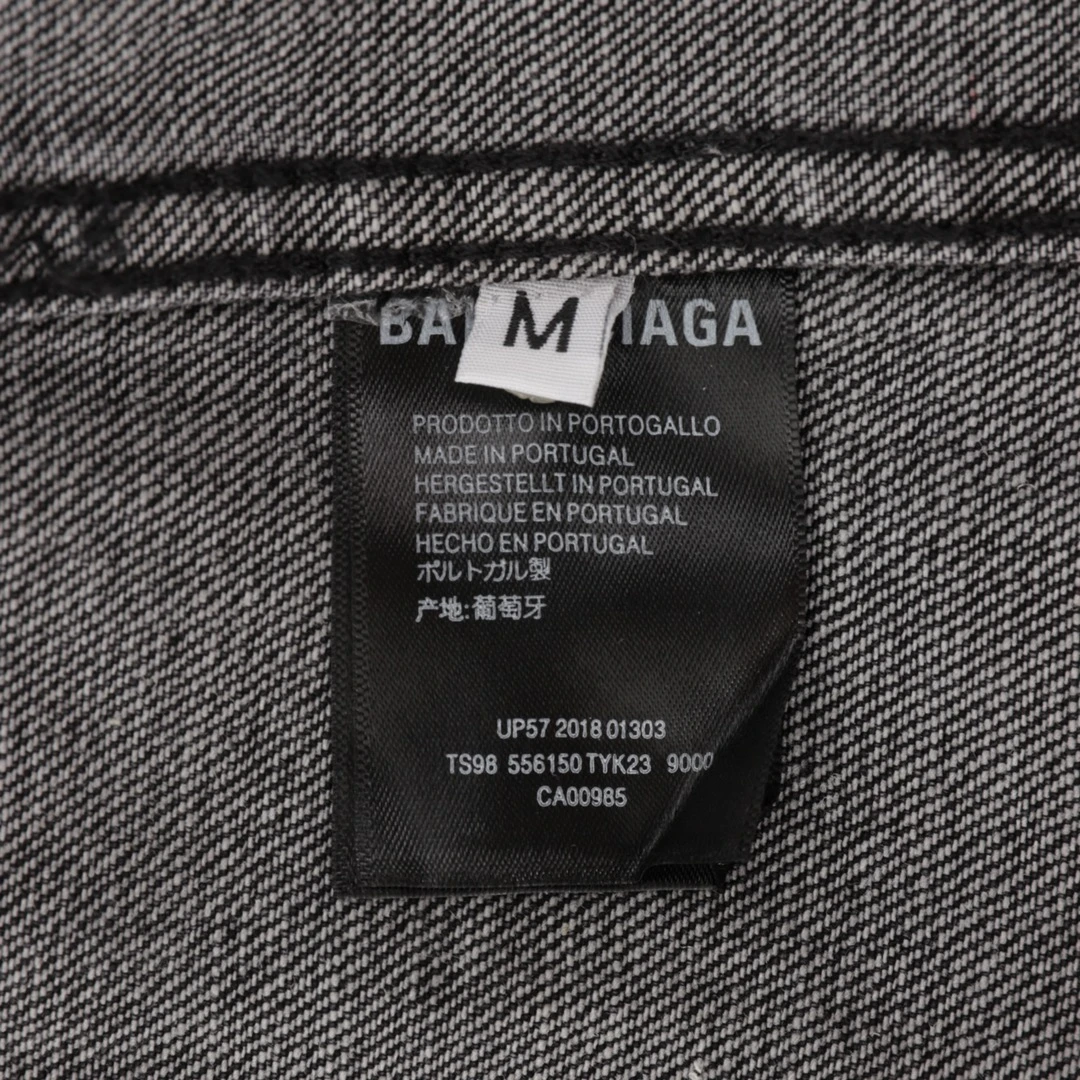 BA IAGA
M
PRODOTTO IN PORTOGALLO
MADE IN PORTUGAL
HERGESTELLT IN PORTUGAL
FABRIQUE EN PORTUGAL
HECHO EN PORTUGAL
ポルトガル製
产地:葡萄牙
UP57 2018 01303
TS98 556150 TYK23 9000
CA00985